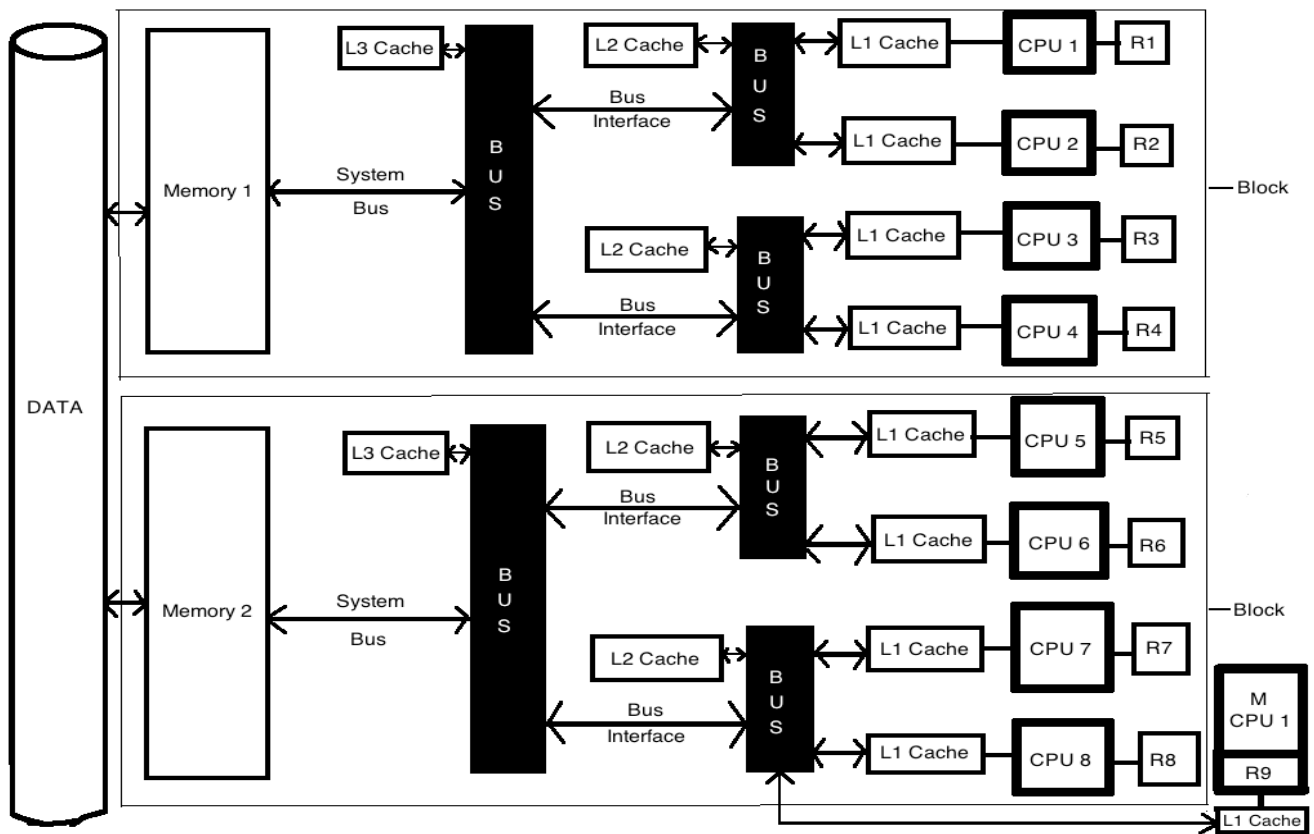 DATA
Memory 1
System
Bus
L3 Cache
B
U
S
Bus
Interface
L2 Cache
B
U
S
L1 Cache
CPU 1
R1
L1 Cache
CPU 2
R2
Bus
Interface
L2 Cache
B
U
S
L1 Cache
CPU 3
R3
L1 Cache
CPU 4
R4
Block
Memory 2
System
Bus
L3 Cache
B
U
S
Bus
Interface
L2 Cache
B
U
S
L1 Cache
CPU 5
R5
L1 Cache
CPU 6
R6
Bus
Interface
L2 Cache
B
U
S
L1 Cache
CPU 7
R7
L1 Cache
CPU 8
R8
Block
M
CPU 1
R9
L1 Cache